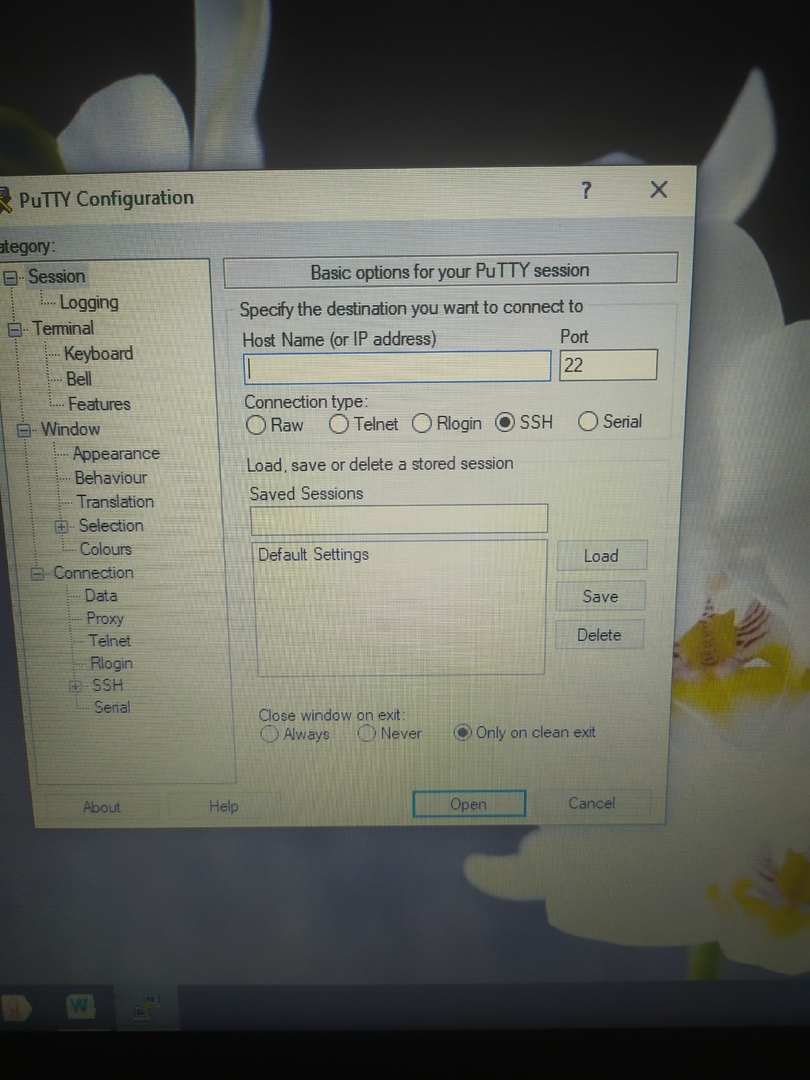 PuTTY Configuration
? ✕
ategory:
Session
Logging
Terminal
Keyboard
Bell
Features
Window
Appearance
Behaviour
Translation
Selection
Colours
Connection
Data
Proxy
Telnet
Rlogin
SSH
Serial
Basic options for your PuTTY session
Specify the destination you want to connect to
Host Name (or IP address) Port
22
Connection type:
Raw Telnet Rlogin SSH Serial
Load, save or delete a stored session
Saved Sessions
Default Settings
Load
Save
Delete
Close window on exit:
Always Never Only on clean exit
About Help Open Cancel
W